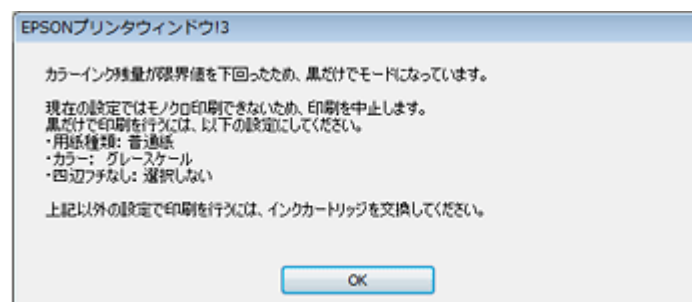 EPSONプリンタウィンドウ!3
カラーインク残量が限界値を下回ったため、黒だけでモードになっています。
現在の設定ではモノクロ印刷できないため、印刷を中止します。
黒だけで印刷を行うには、以下の設定にしてください。
・用紙種類: 普通紙
・カラー: グレースケール
・四辺フチなし: 選択しない
上記以外の設定で印刷を行うには、インクカートリッジを交換してください。
OK